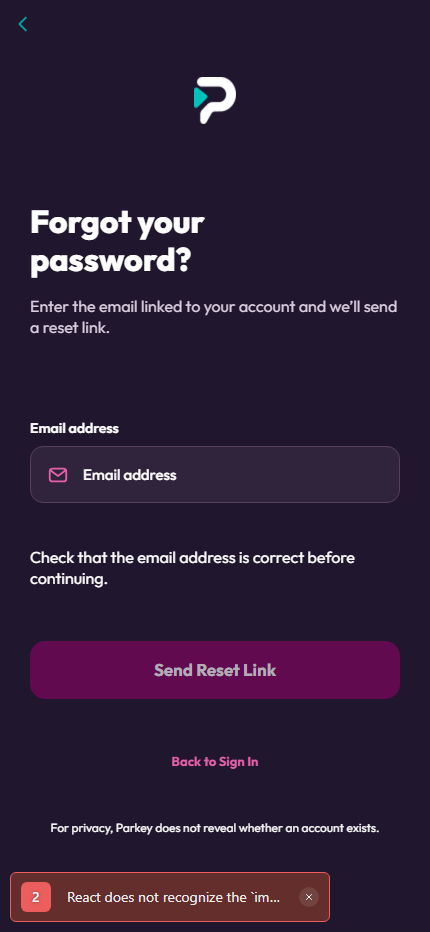 Forgot your
password?
Enter the email linked to your account and we’ll send
a reset link.
Email address
Email address
Check that the email address is correct before
continuing.
Send Reset Link
Back to Sign In
For privacy, Parkey does not reveal whether an account exists.
2 React does not recognize the `im...